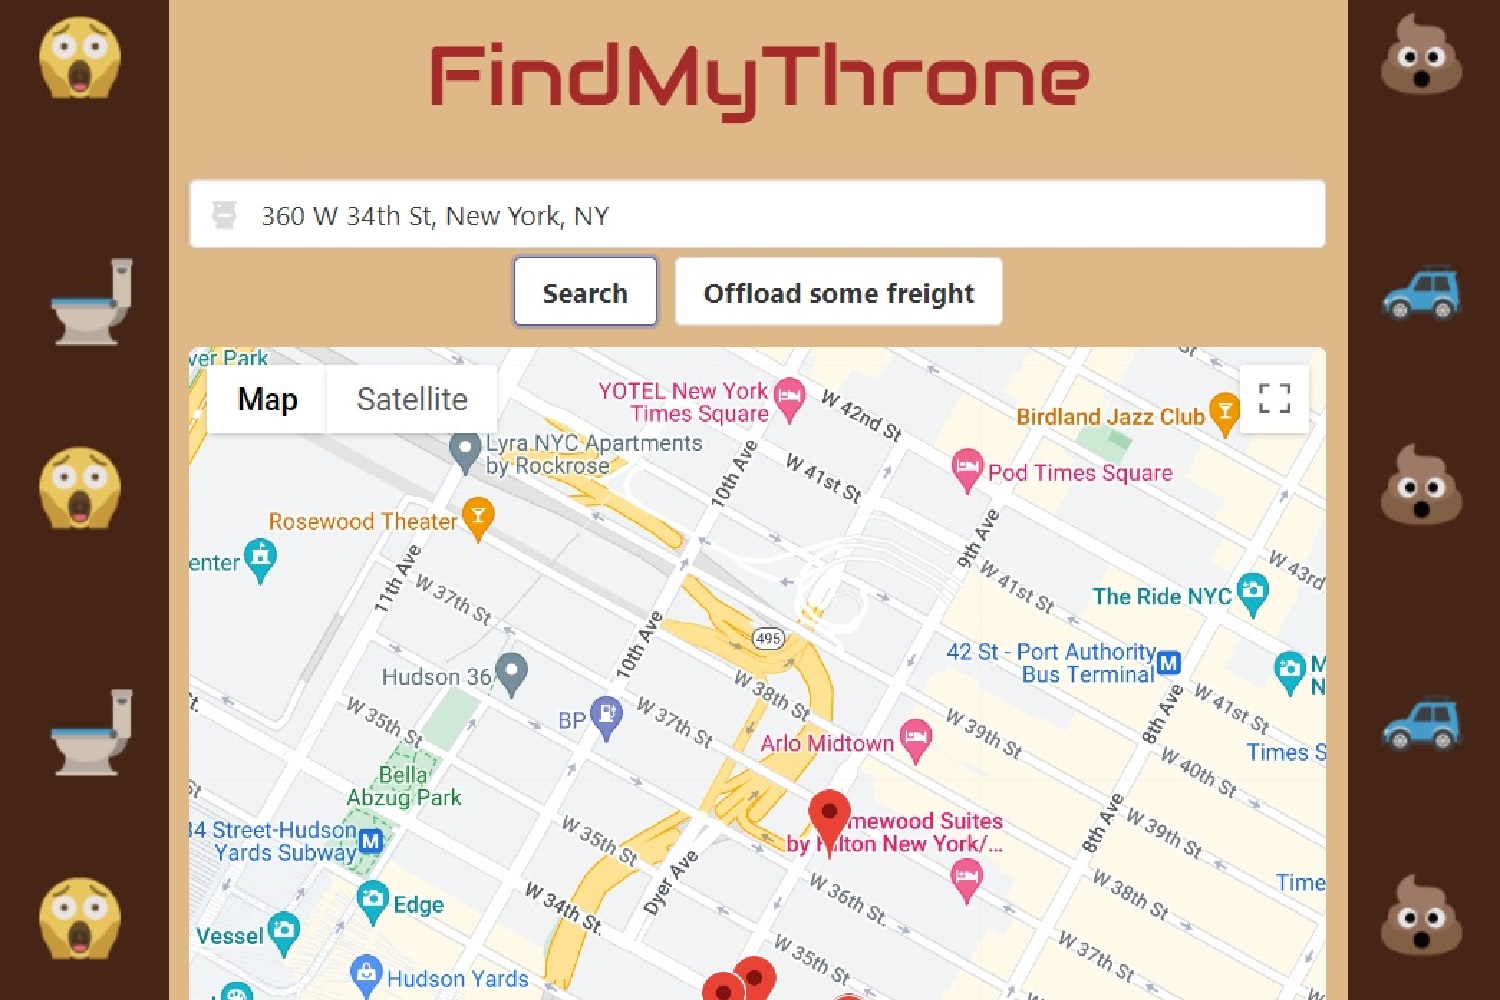 FindMyThrone
360 W 34th St, New York, NY
Search
Offload some freight
ver Park
Map
Satellite
St
YOTEL New York
Times Square
W 42nd St
Birdland Jazz Club
Lyra NYC Apartments
by Rockrose
10th Ave
W 41st St
Pod Times Square
Rosewood Theater
9th Ave
enter
11th Ave
W 37th St
W 41st St
W 43rd
The Ride NYC
10th Ave
495
42 St - Port Authority
Bus Terminal
M
M
N
Hudson 36
W 38th St
W 41st St
8th Ave
BP
W 37th St
W 35th St
t.
Arlo Midtown
W 39th St
Times S
W 40th St
Bella
Abzug Park
St
mewood Suites
by H lton New York/...
34 Street-Hudson
Yards Subway
M
W 35th St
8th Ave
W 39th St
Dyer Ave
W 36th St.
W 38th St
Time
W 34th St.
Edge
Vessel
W 35th St
W 37th St
Hudson Yards